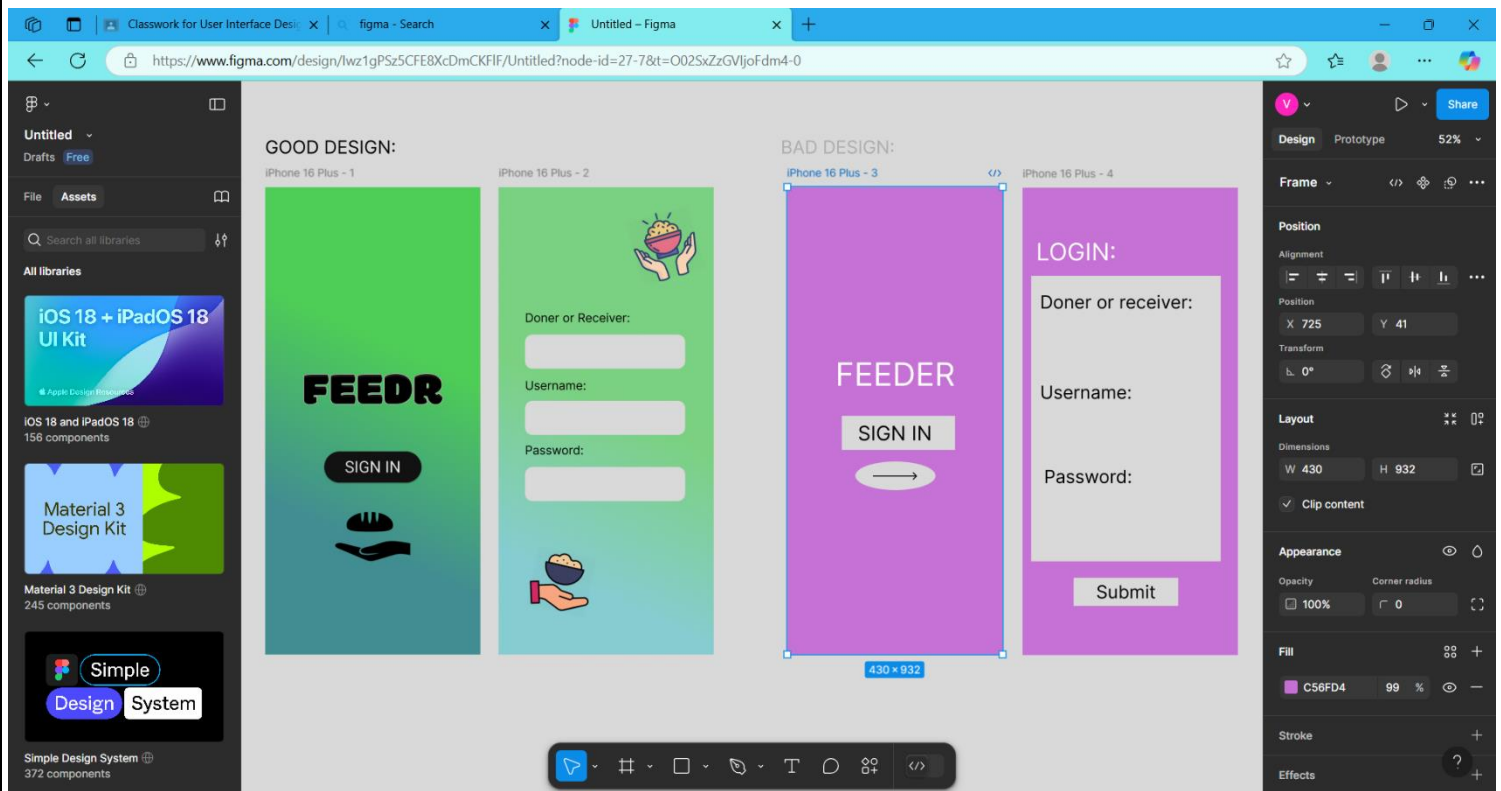 Classwork for User Interface Desig
figma - Search
Untitled – Figma
https://www.figma.com/design/Iwz1gPSz5CFE8XcDmCKFlF/Untitled?node-id=27-7&t=O02SxZzGVIjoFdm4-0
Untitled
Drafts Free
File Assets
Search all libraries
All libraries
iOS 18 + iPadOS 18
UI Kit
Apple Design Resources
iOS 18 and iPadOS 18
156 components
Material 3
Design Kit
Material 3 Design Kit
245 components
Simple
Design System
Simple Design System
372 components
GOOD DESIGN:
iPhone 16 Plus - 1
FEEDR
SIGN IN
iPhone 16 Plus - 2
Doner or Receiver:
Username:
Password:
BAD DESIGN:
iPhone 16 Plus - 3
FEEDER
SIGN IN
430 × 932
iPhone 16 Plus - 4
LOGIN:
Doner or receiver:
Username:
Password:
Submit
V
Share
Design Prototype 52%
Frame
Position
Alignment
Position
X 725 Y 41
Transform
0°
Layout
Dimensions
W 430 H 932
Clip content
Appearance
Opacity Corner radius
100% 0
Fill
C56FD4 99 %
Stroke
Effects
?